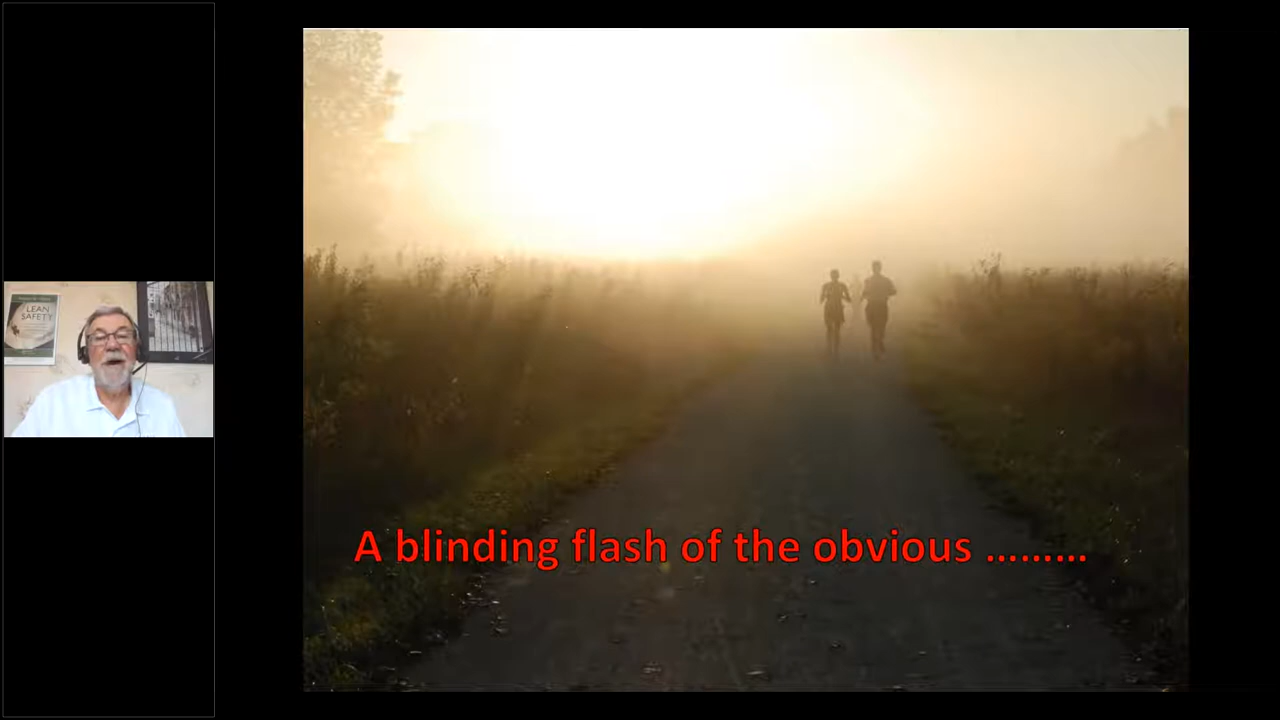 LEAN
SAFETY
A blinding flash of the obvious .........